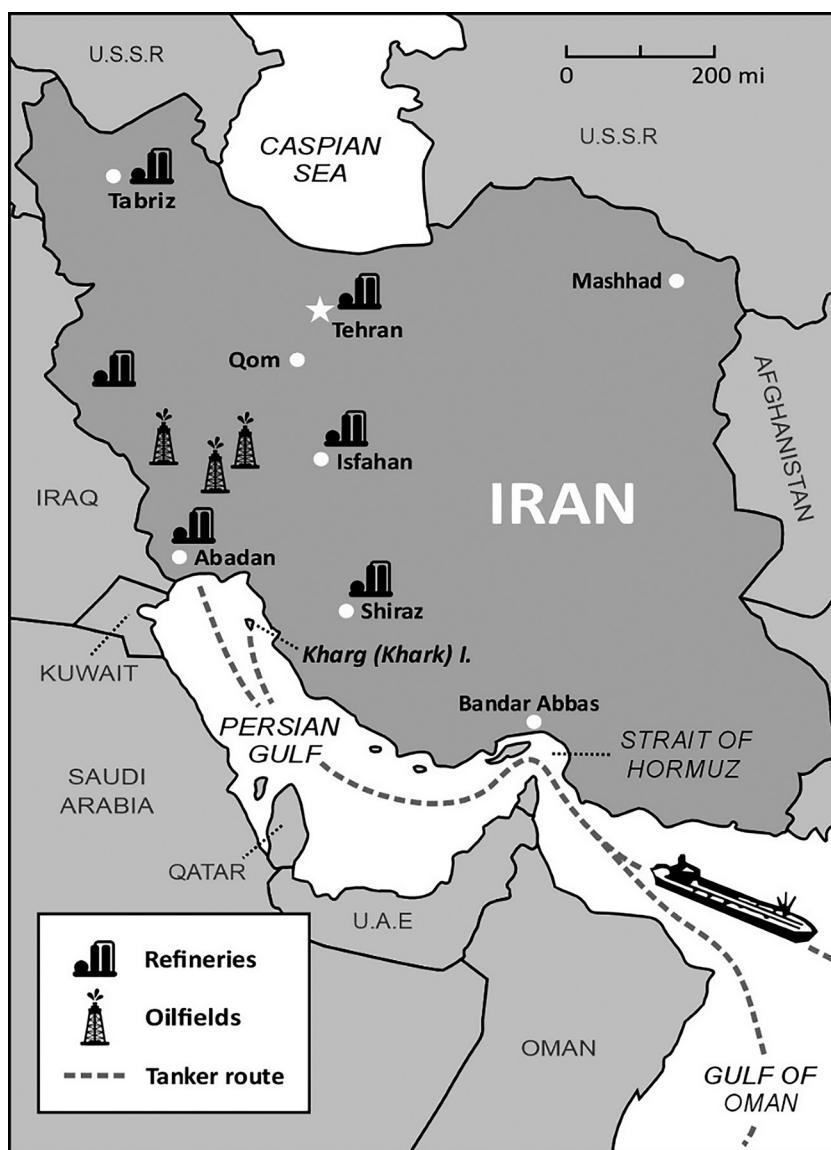 U.S.S.R
0 200 mi
CASPIAN
SEA
U.S.S.R
Tabriz
Mashhad
Tehran
Qom
AFGHANISTAN
Isfahan
IRAQ
IRAN
Abadan
Shiraz
KUWAIT
Kharg (Khark) I.
Bandar Abbas
PERSIAN
GULF
STRAIT OF
HORMUZ
SAUDI
ARABIA
QATAR
U.A.E
Refineries
Oilfields
Tanker route
OMAN
GULF OF
OMAN